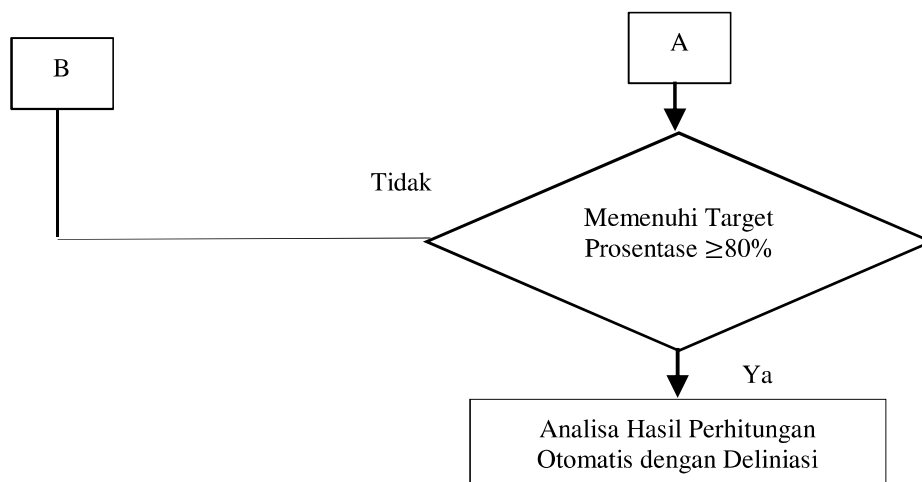 A
B
Tidak
Memenuhi Target
Prosentase ≥80%
Ya
Analisa Hasil Perhitungan
Otomatis dengan Deliniasi